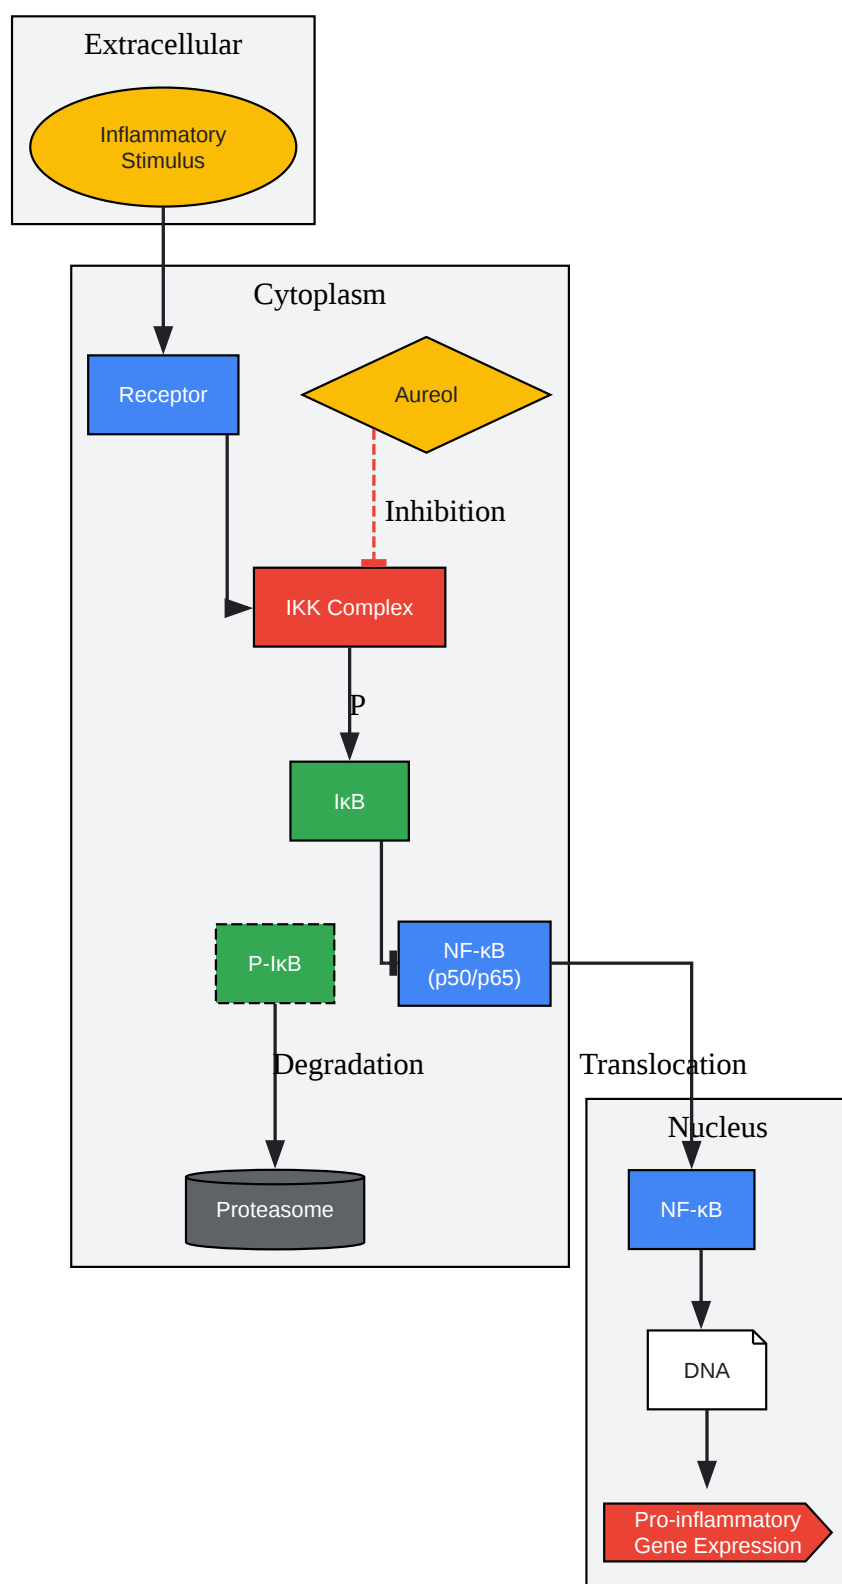 Extracellular
Inflammatory
Stimulus
Cytoplasm
Receptor
Aureol
Inhibition
IKK Complex
P
IκB
P-IκB
NF-κB
(p50/p65)
Degradation
Translocation
Nucleus
Proteasome
NF-κB
DNA
Pro-inflammatory
Gene Expression